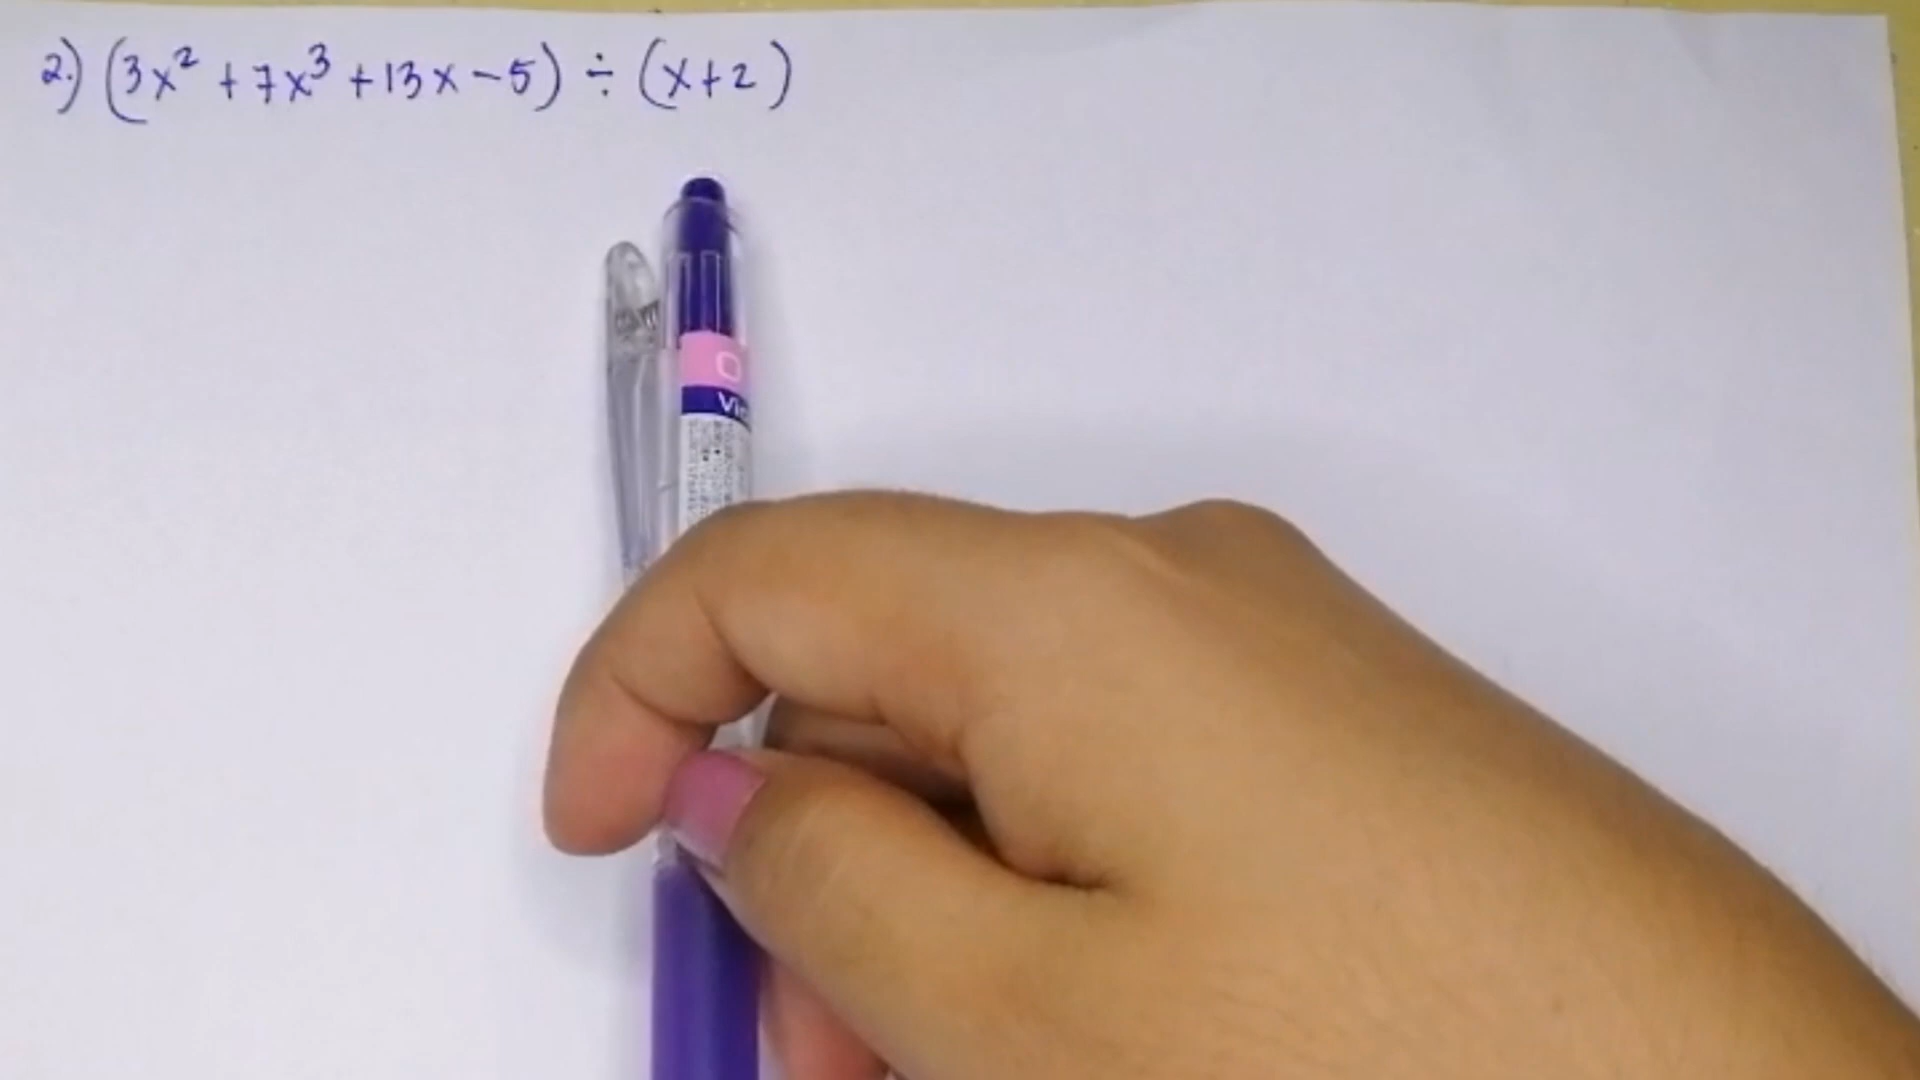 2.) (3x² + 7x³ + 13x - 5) ÷ (x + 2)